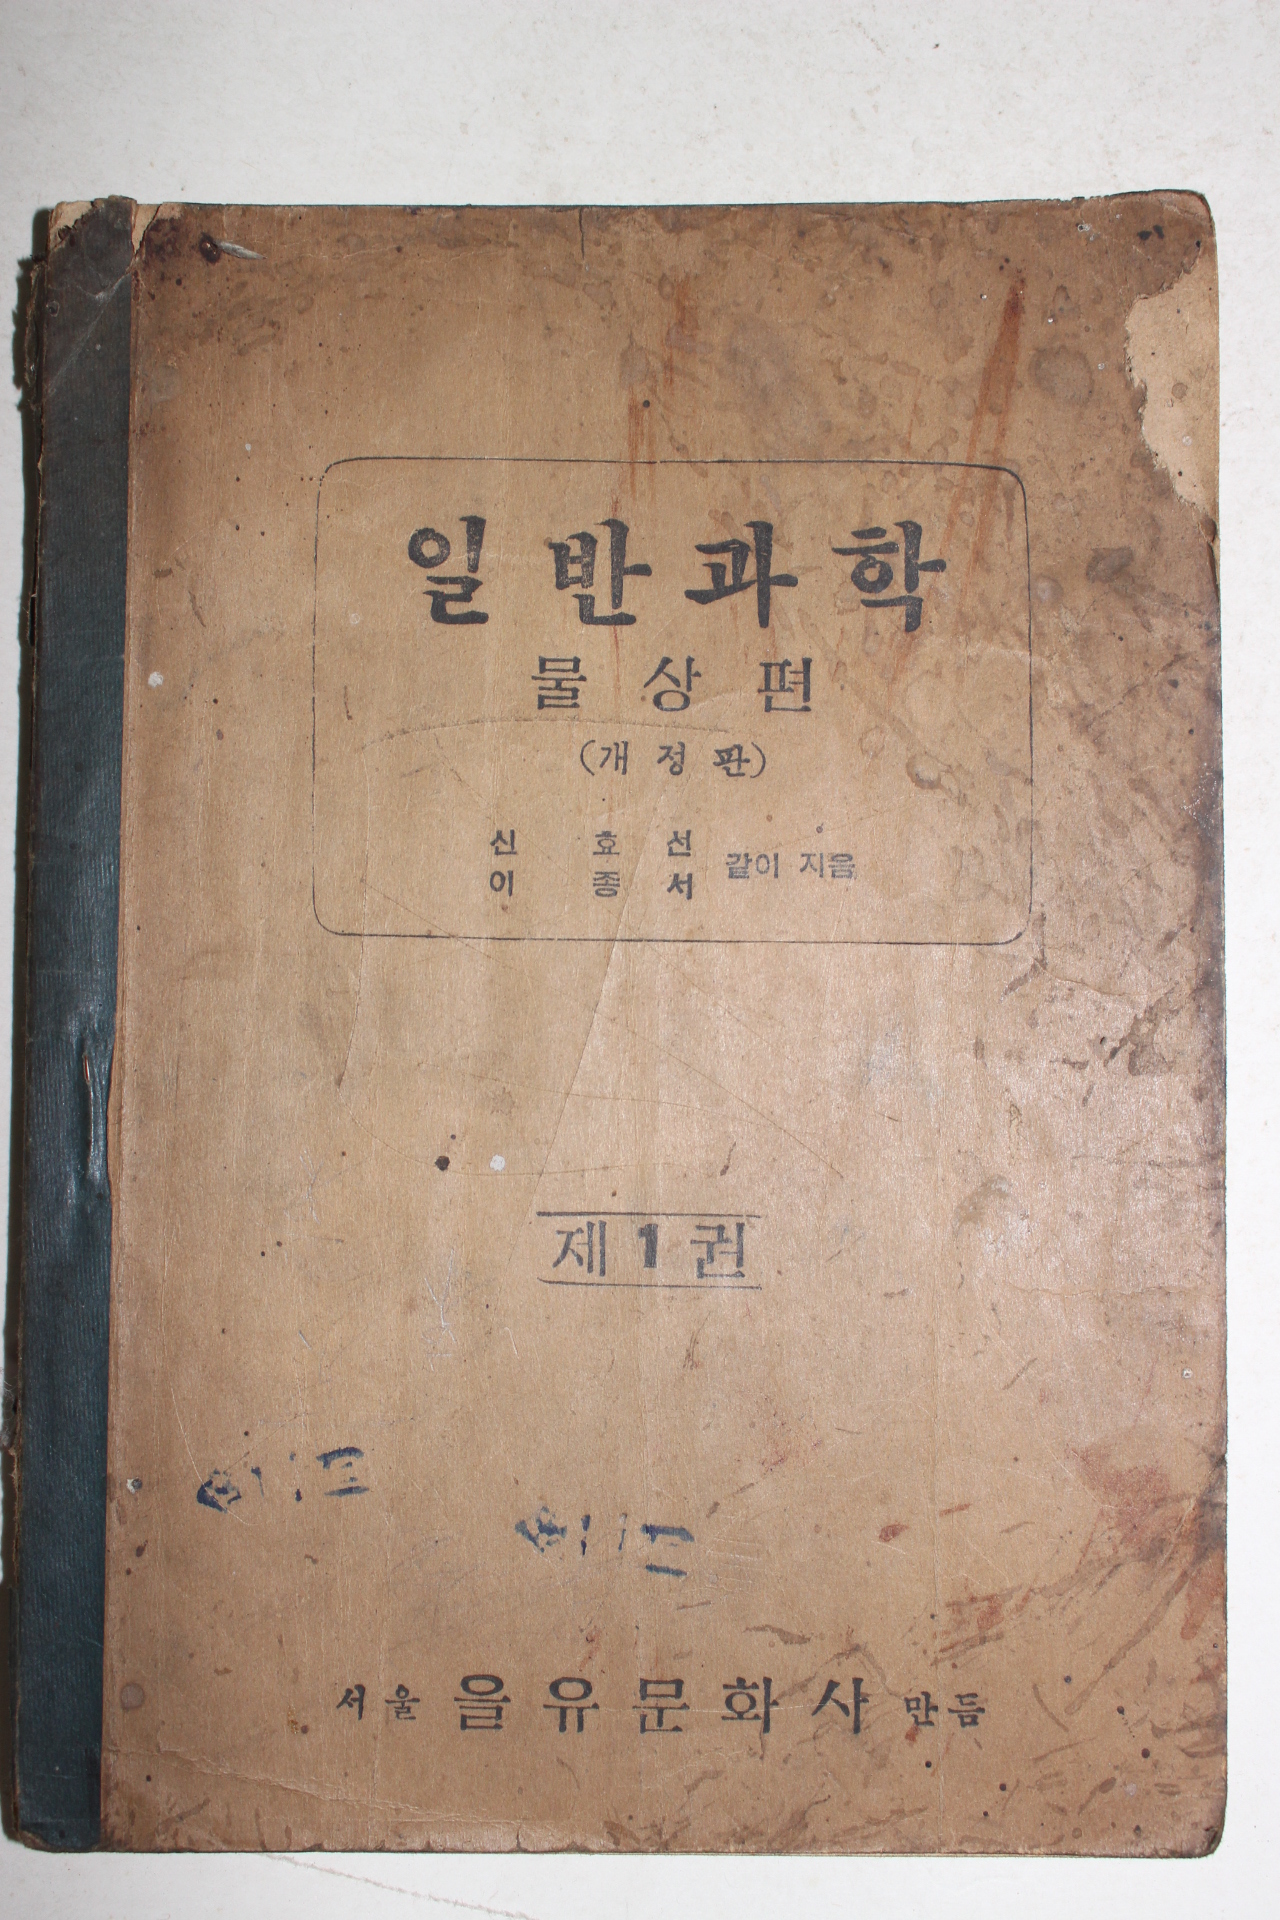 일반과학
물상편
(개정판)
신효선
이종서 같이 지음
제1권
서울 을유문화사 만듬